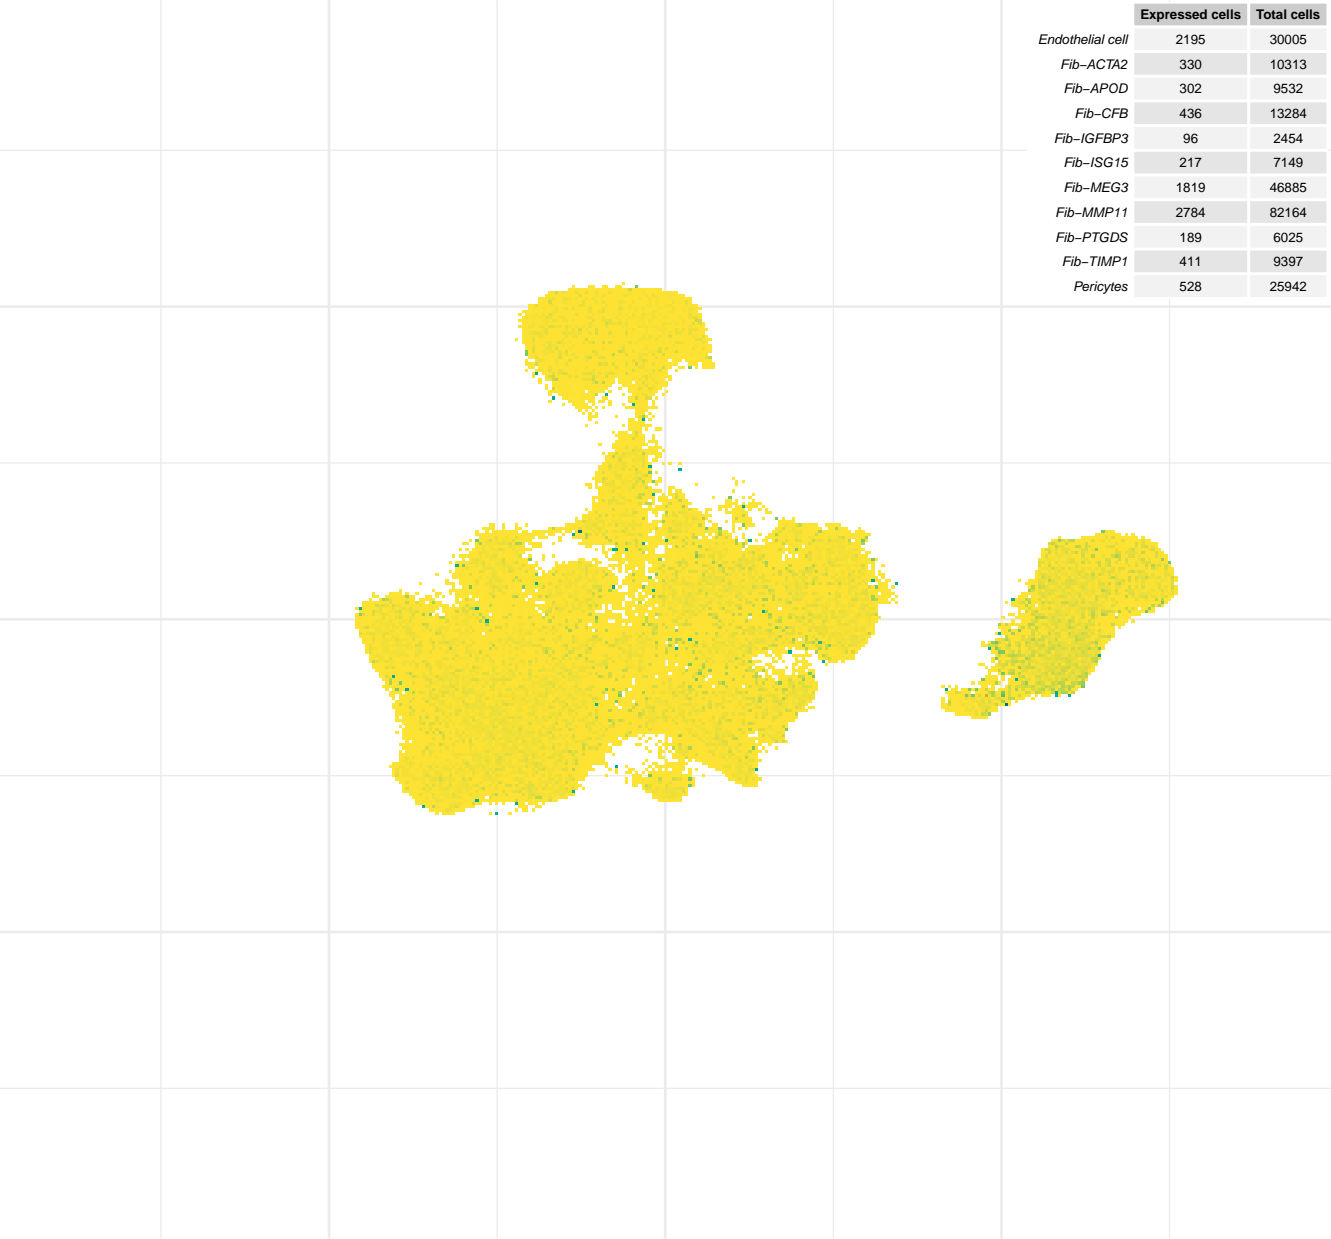 Expressed cells Total cells
Endothelial cell 2195 30005
Fib−ACTA2 330 10313
Fib−APOD 302 9532
Fib−CFB 436 13284
Fib−IGFBP3 96 2454
Fib−ISG15 217 7149
Fib−MEG3 1819 46885
Fib−MMP11 2784 82164
Fib−PTGDS 189 6025
Fib−TIMP1 411 9397
Pericytes 528 25942